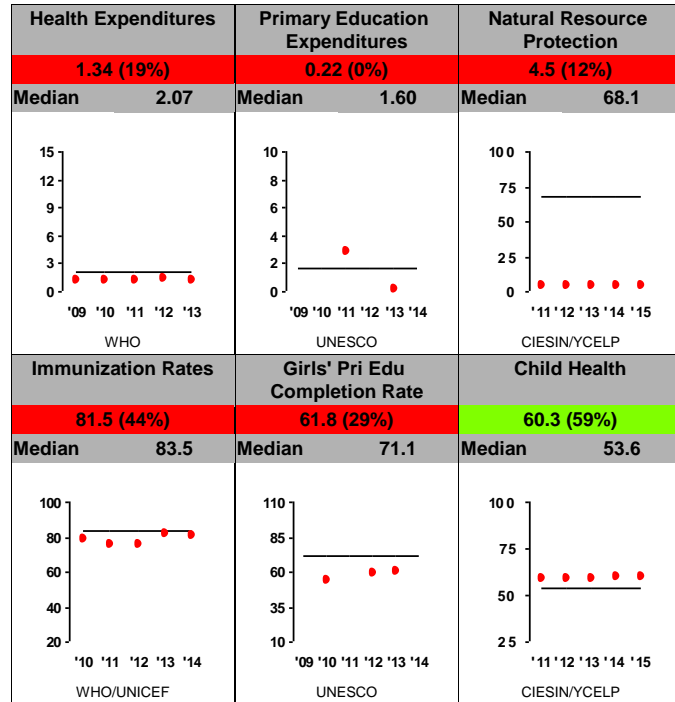 Health Expenditures
1.34 (19%)
Median 2.07
15
12
9
6
3
0
'09 '10 '11 '12 '13
WHO
Primary Education
Expenditures
0.22 (0%)
Median 1.60
10
8
6
4
2
0
'09 '10 '11 '12 '13 '14
UNESCO
Natural Resource
Protection
4.5 (12%)
Median 68.1
100
75
50
25
0
'11 '12 '13 '14 '15
CIESIN/YCELP
Immunization Rates
81.5 (44%)
Median 83.5
100
80
60
40
20
'10 '11 '12 '13 '14
WHO/UNICEF
Girls' Pri Edu
Completion Rate
61.8 (29%)
Median 71.1
110
85
60
35
10
'09 '10 '11 '12 '13 '14
UNESCO
Child Health
60.3 (59%)
Median 53.6
100
75
50
25
'11 '12 '13 '14 '15
CIESIN/YCELP